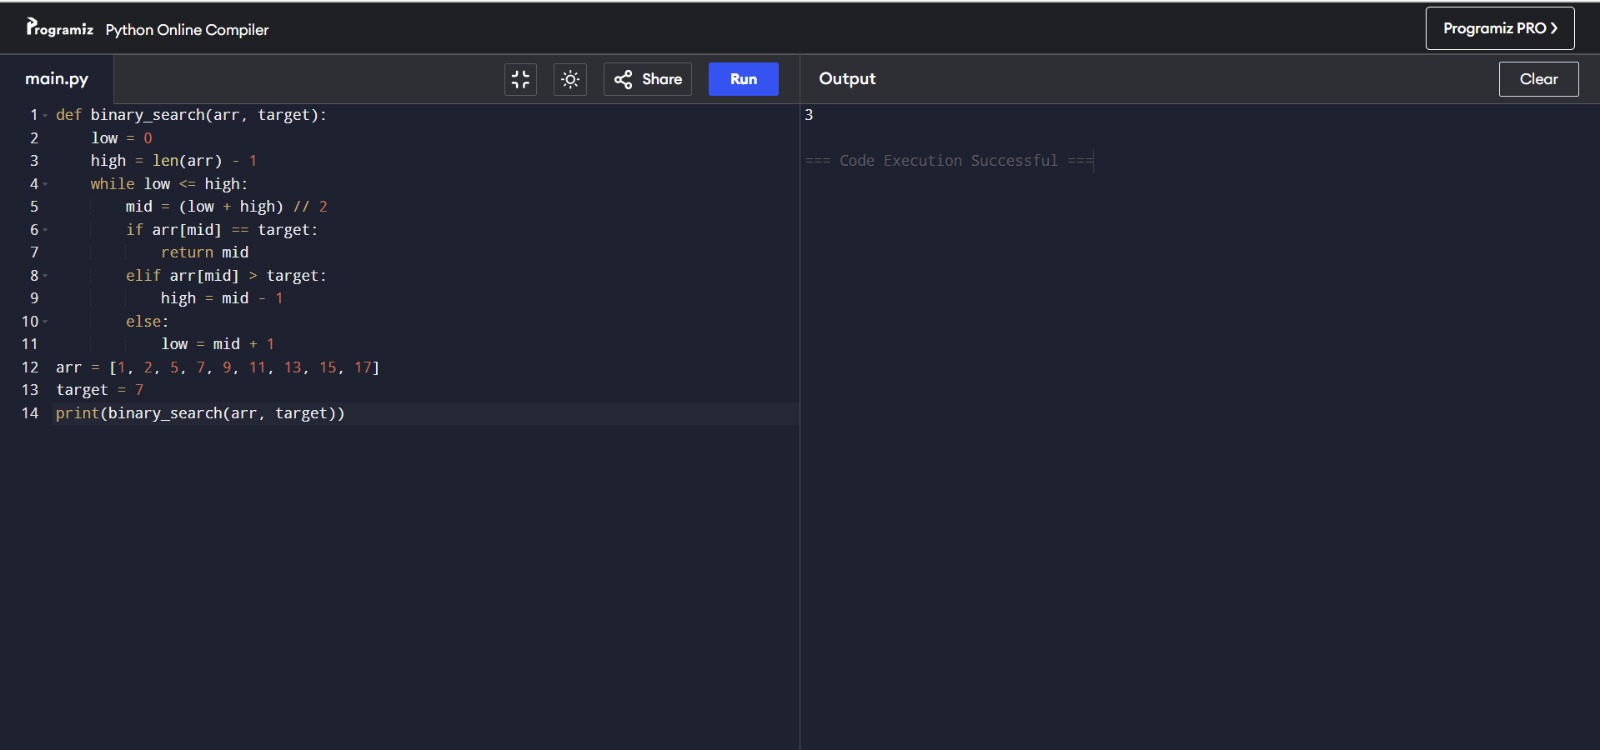 Programiz Python Online Compiler
Programiz PRO
main.py
Share
Run
Output
Clear
1 def binary_search(arr, target):
2     low = 0
3     high = len(arr) - 1
4     while low <= high:
5         mid = (low + high) // 2
6         if arr[mid] == target:
7             return mid
8         elif arr[mid] > target:
9             high = mid - 1
10         else:
11             low = mid + 1
12 arr = [1, 2, 5, 7, 9, 11, 13, 15, 17]
13 target = 7
14 print(binary_search(arr, target))
3
=== Code Execution Successful ===